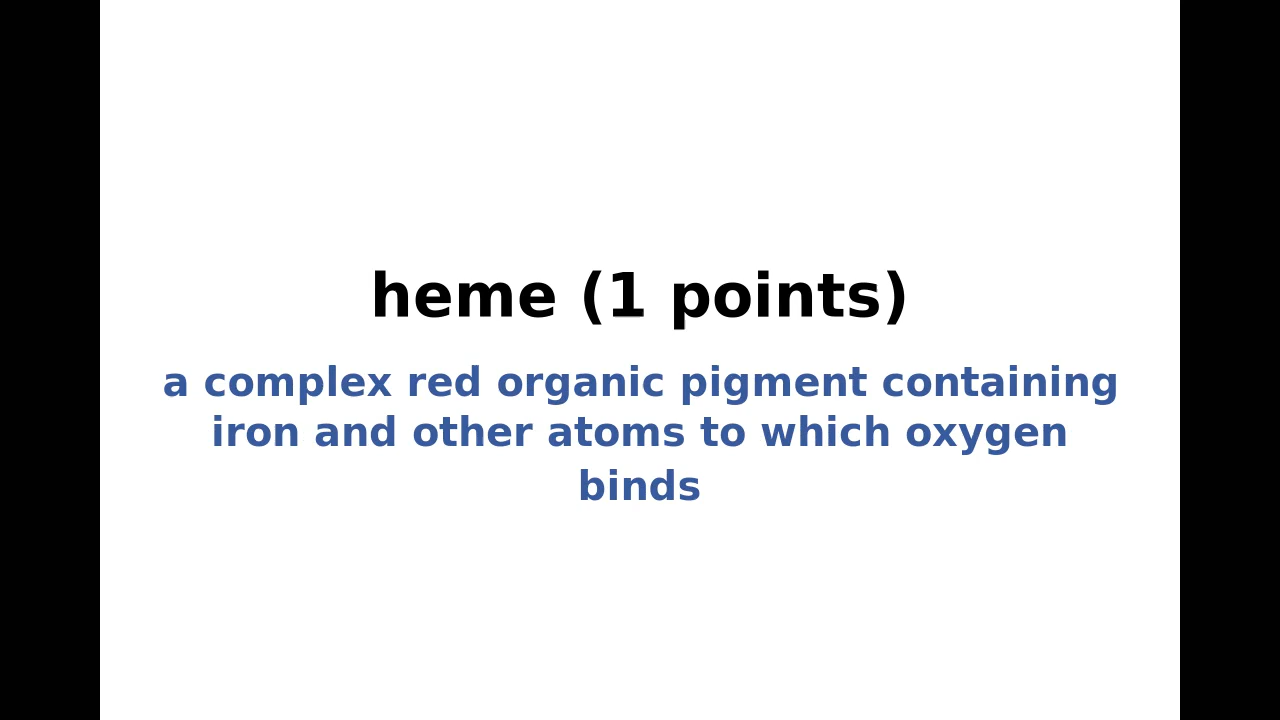 heme (1 points)
a complex red organic pigment containing
iron and other atoms to which oxygen
binds